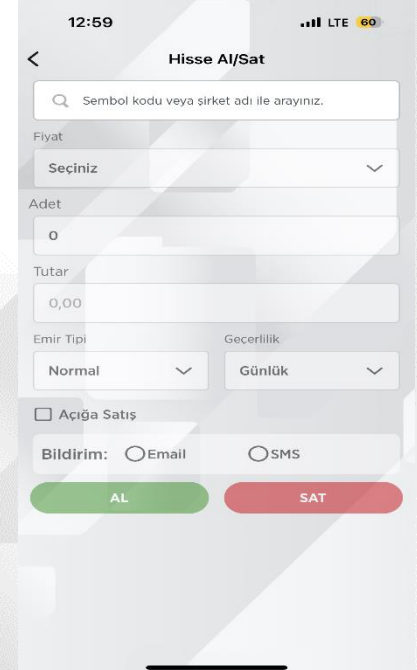 12:59 LTE 60
Hisse Al/Sat
Sembol kodu veya şirket adı ile arayınız.
Fiyat
Seçiniz
Adet
0
Tutar
0,00
Emir Tipi Gecerlilik
Normal Günlük
Açığa Satış
Bildirim: Email SMS
AL SAT